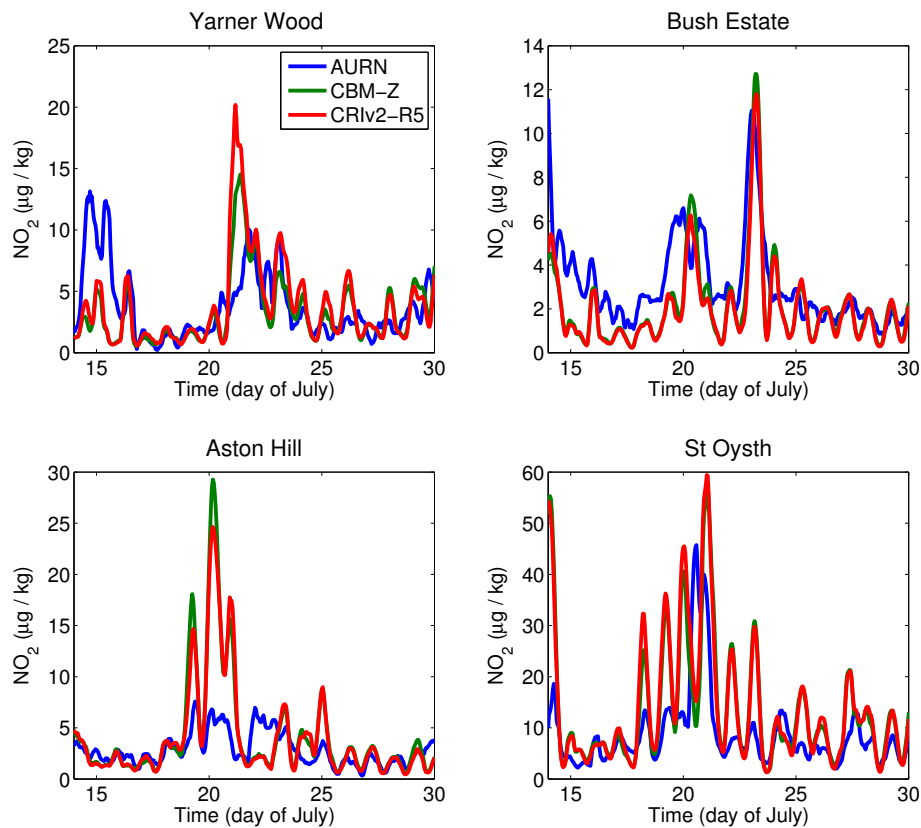 Yarner Wood
25
20
15
10
5
0
NO2 (µg / kg)
15 20 25 30
Time (day of July)
AURN
CBM−Z
CRIv2−R5
Bush Estate
14
12
10
8
6
4
2
0
NO2 (µg / kg)
15 20 25 30
Time (day of July)
Aston Hill
30
25
20
15
10
5
0
NO2 (µg / kg)
15 20 25 30
Time (day of July)
St Oysth
60
50
40
30
20
10
0
NO2 (µg / kg)
15 20 25 30
Time (day of July)